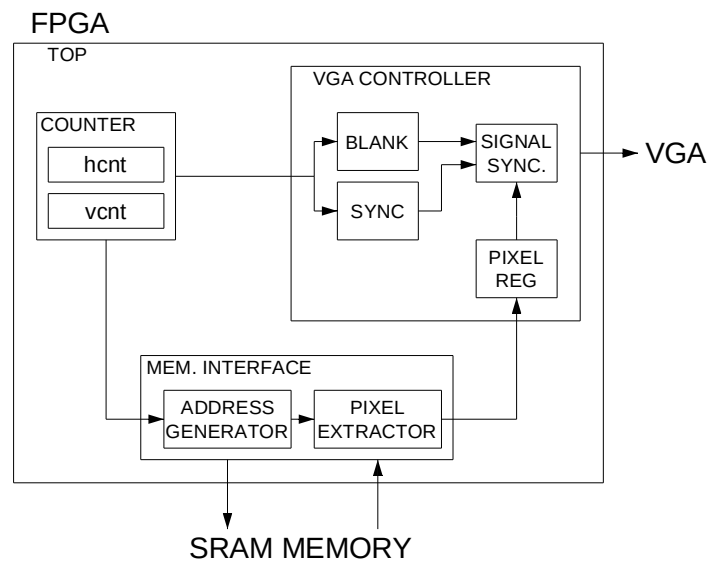 FPGA
TOP
VGA CONTROLLER
COUNTER
hcnt
vcnt
BLANK
SYNC
SIGNAL
SYNC.
VGA
PIXEL
REG
MEM. INTERFACE
ADDRESS
GENERATOR
PIXEL
EXTRACTOR
SRAM MEMORY